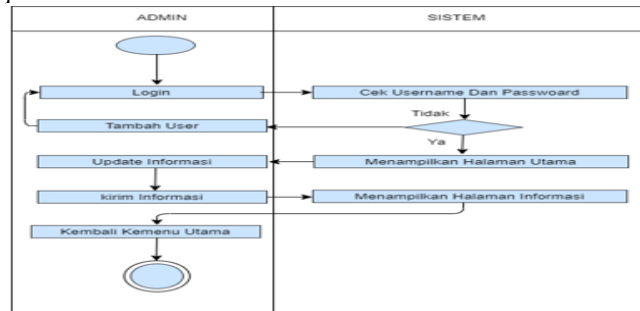 ADMIN
SISTEM
Login
Cek Username Dan Passwoard
Tidak
Tambah User
Ya
Update Informasi
Menampilkan Halaman Utama
kirim Informasi
Menampilkan Halaman Informasi
Kembali Kemenu Utama